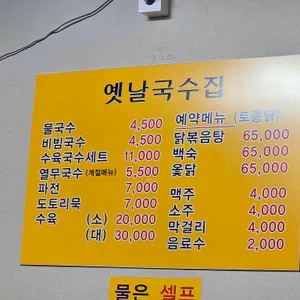 옛날국수집
물국수 4,500
비빔국수 4,500
수육국수세트 11,000
열무국수 (계절메뉴) 5,500
파전 7,000
도토리묵 7,000
수육 (소) 20,000
(대) 30,000
예약메뉴 (토종닭)
닭볶음탕 65,000
백숙 65,000
옻닭 65,000
맥주 4,000
소주 4,000
막걸리 4,000
음료수 2,000
물은 셀프